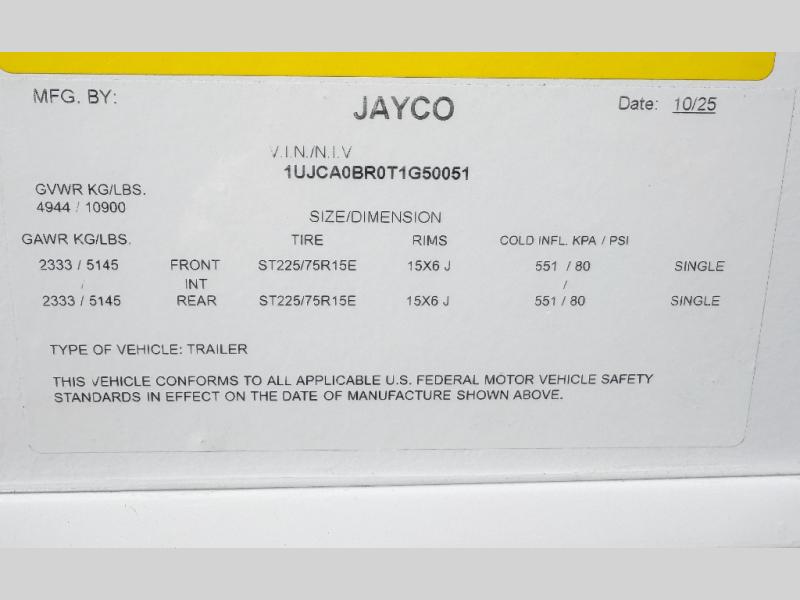 MFG. BY: JAYCO Date: 10/25
V.I.N./N.I.V
1UJCA0BR0T1G50051
GVWR KG/LBS.
4944 / 10900
SIZE/DIMENSION
GAWR KG/LBS. TIRE RIMS COLD INFL. KPA / PSI
2333 / 5145 FRONT ST225/75R15E 15X6 J 551 / 80 SINGLE
/ INT /
2333 / 5145 REAR ST225/75R15E 15X6 J 551 / 80 SINGLE
TYPE OF VEHICLE: TRAILER
THIS VEHICLE CONFORMS TO ALL APPLICABLE U.S. FEDERAL MOTOR VEHICLE SAFETY
STANDARDS IN EFFECT ON THE DATE OF MANUFACTURE SHOWN ABOVE.